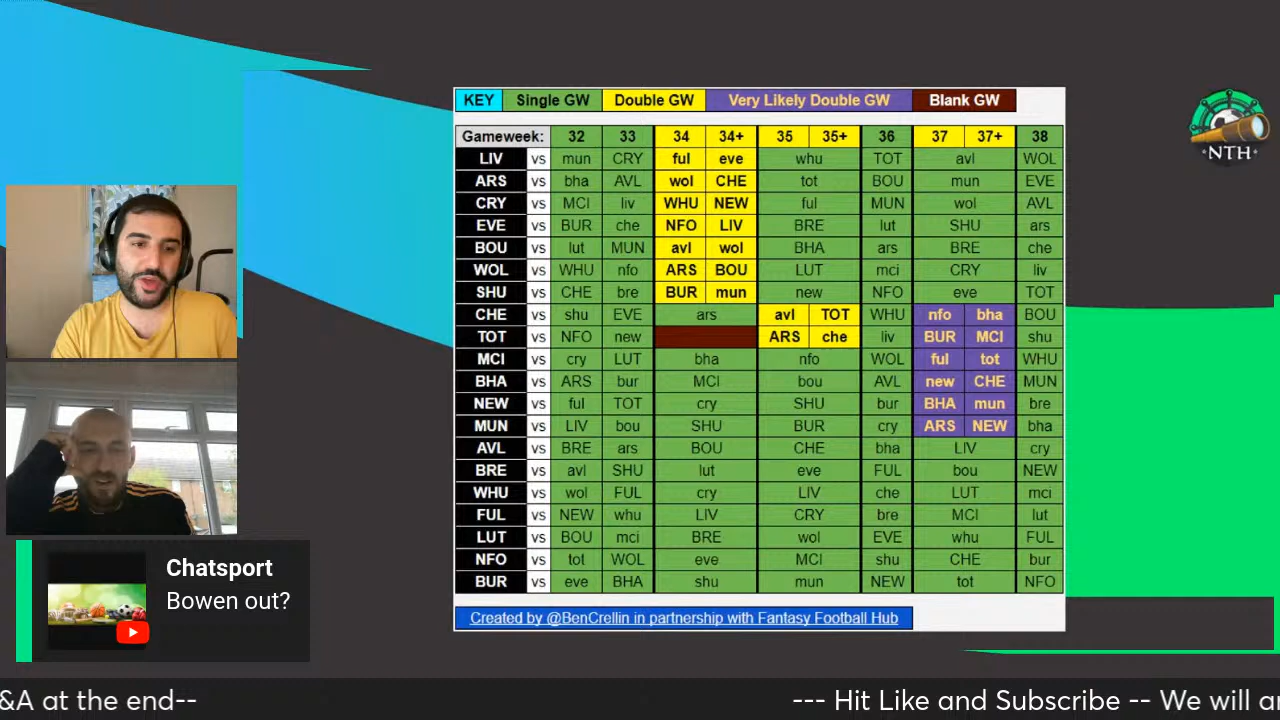 KEY Single GW Double GW Very Likely Double GW Blank GW
Gameweek: 32 33 34 34+ 35 35+ 36 37 37+ 38
LIV vs mun CRY ful eve whu TOT avl WOL
ARS vs bha AVL wol CHE tot BOU mun EVE
CRY vs MCI liv WHU NEW ful MUN wol AVL
EVE vs BUR che NFO LIV BRE lut SHU ars
BOU vs lut MUN avl wol BHA ars BRE che
WOL vs WHU nfo ARS BOU LUT mci CRY liv
SHU vs CHE bre BUR mun new NFO eve TOT
CHE vs shu EVE ars avl TOT WHU nfo bha BOU
TOT vs NFO new ARS che liv BUR MCI shu
MCI vs cry LUT bha nfo WOL ful tot WHU
BHA vs ARS bur MCI bou AVL new CHE MUN
NEW vs ful TOT cry SHU bur BHA mun bre
MUN vs LIV bou SHU BUR cry ARS NEW bha
AVL vs BRE ars BOU CHE bha LIV cry
BRE vs avl SHU lut eve FUL bou NEW
WHU vs wol FUL cry LIV che LUT mci
FUL vs NEW whu LIV CRY bre MCI lut
LUT vs BOU mci BRE wol EVE whu FUL
NFO vs tot WOL eve MCI shu CHE bur
BUR vs eve BHA shu mun NEW tot NFO
Created by @BenCrellin in partnership with Fantasy Football Hub
NTH
Chatsport
Bowen out?
&A at the end-- --- Hit Like and Subscribe -- We will